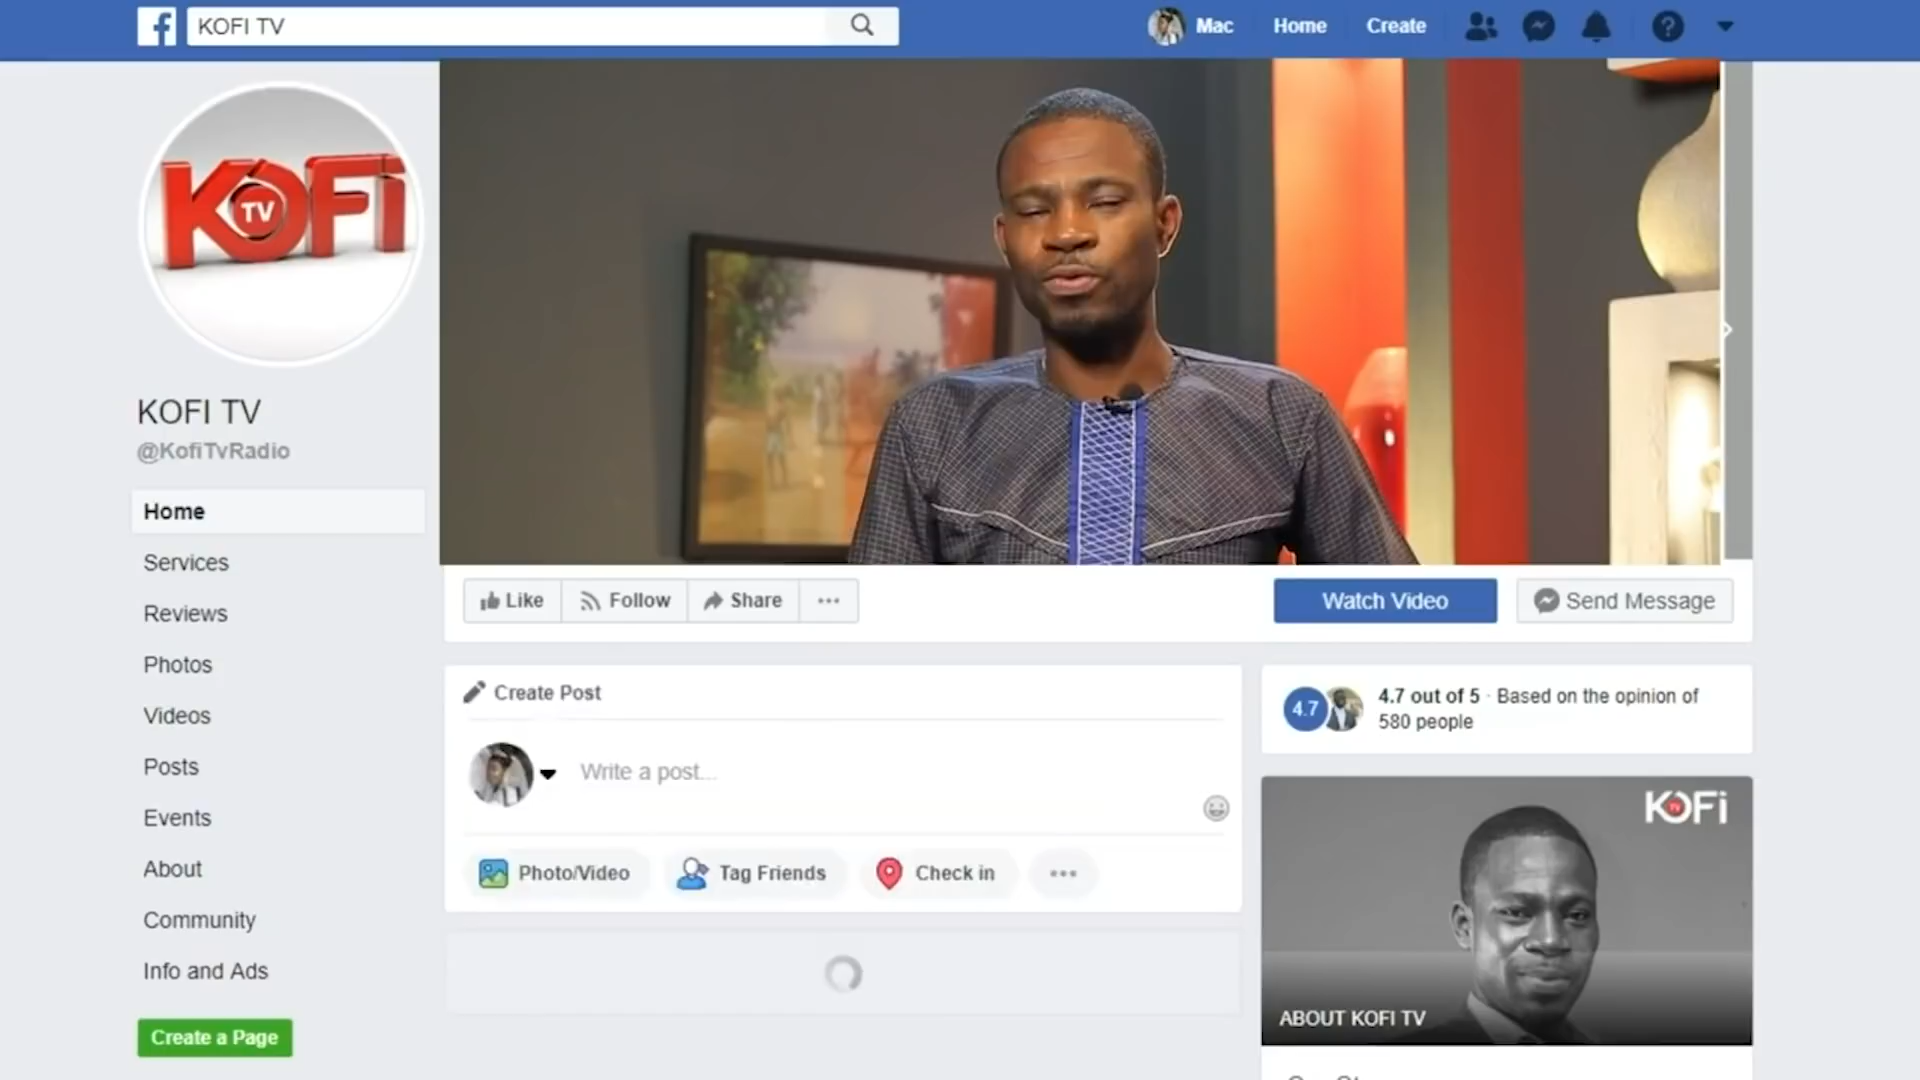 KOFI TV
Mac
Home
Create
KOFI
TV
KOFI TV
@KofiTvRadio
Home
Services
Reviews
Photos
Videos
Posts
Events
About
Community
Info and Ads
Create a Page
Like
Follow
Share
Watch Video
Send Message
Create Post
Write a post...
Photo/Video
Tag Friends
Check in
4.7
4.7 out of 5 · Based on the opinion of
580 people
KOFi
TV
ABOUT KOFI TV